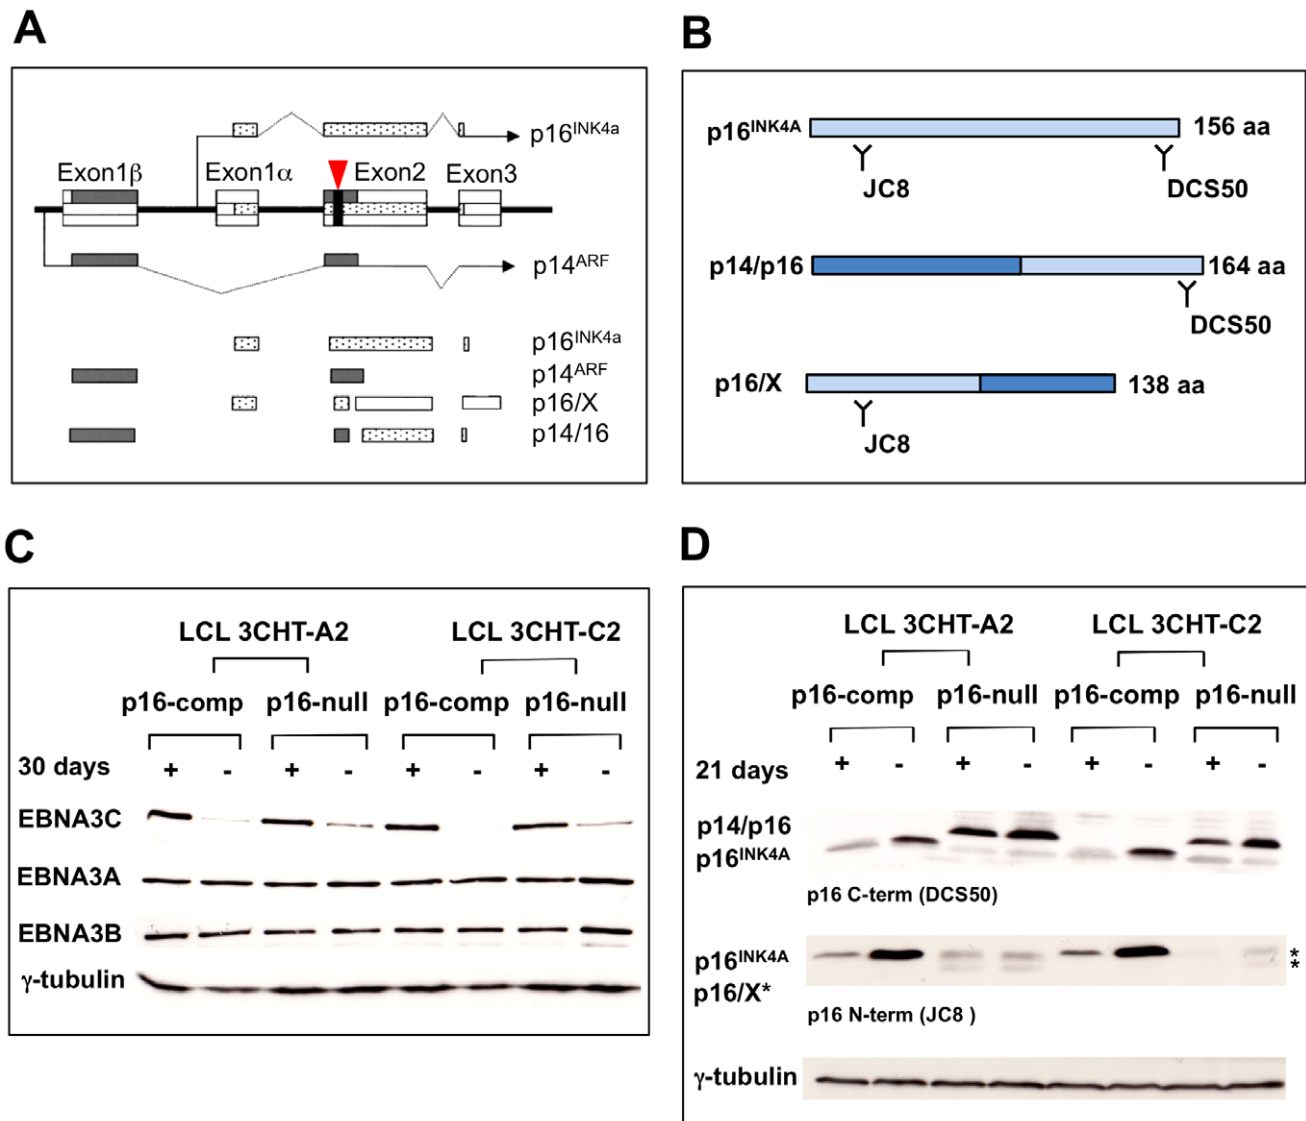 A
p16INK4a
Exon1β
Exon1α
Exon2
Exon3
p14ARF
p16INK4a
p14ARF
p16/X
p14/16
B
p16INK4A
156 aa
JC8
DCS50
p14/p16
164 aa
DCS50
p16/X
138 aa
JC8
C
LCL 3CHT-A2
LCL 3CHT-C2
p16-comp p16-null p16-comp p16-null
30 days + - + - + - + -
EBNA3C
EBNA3A
EBNA3B
γ-tubulin
D
LCL 3CHT-A2
LCL 3CHT-C2
p16-comp p16-null p16-comp p16-null
21 days + - + - + - + -
p14/p16
p16INK4A
p16 C-term (DCS50)
p16INK4A
*
*
p16/X*
p16 N-term (JC8 )
γ-tubulin